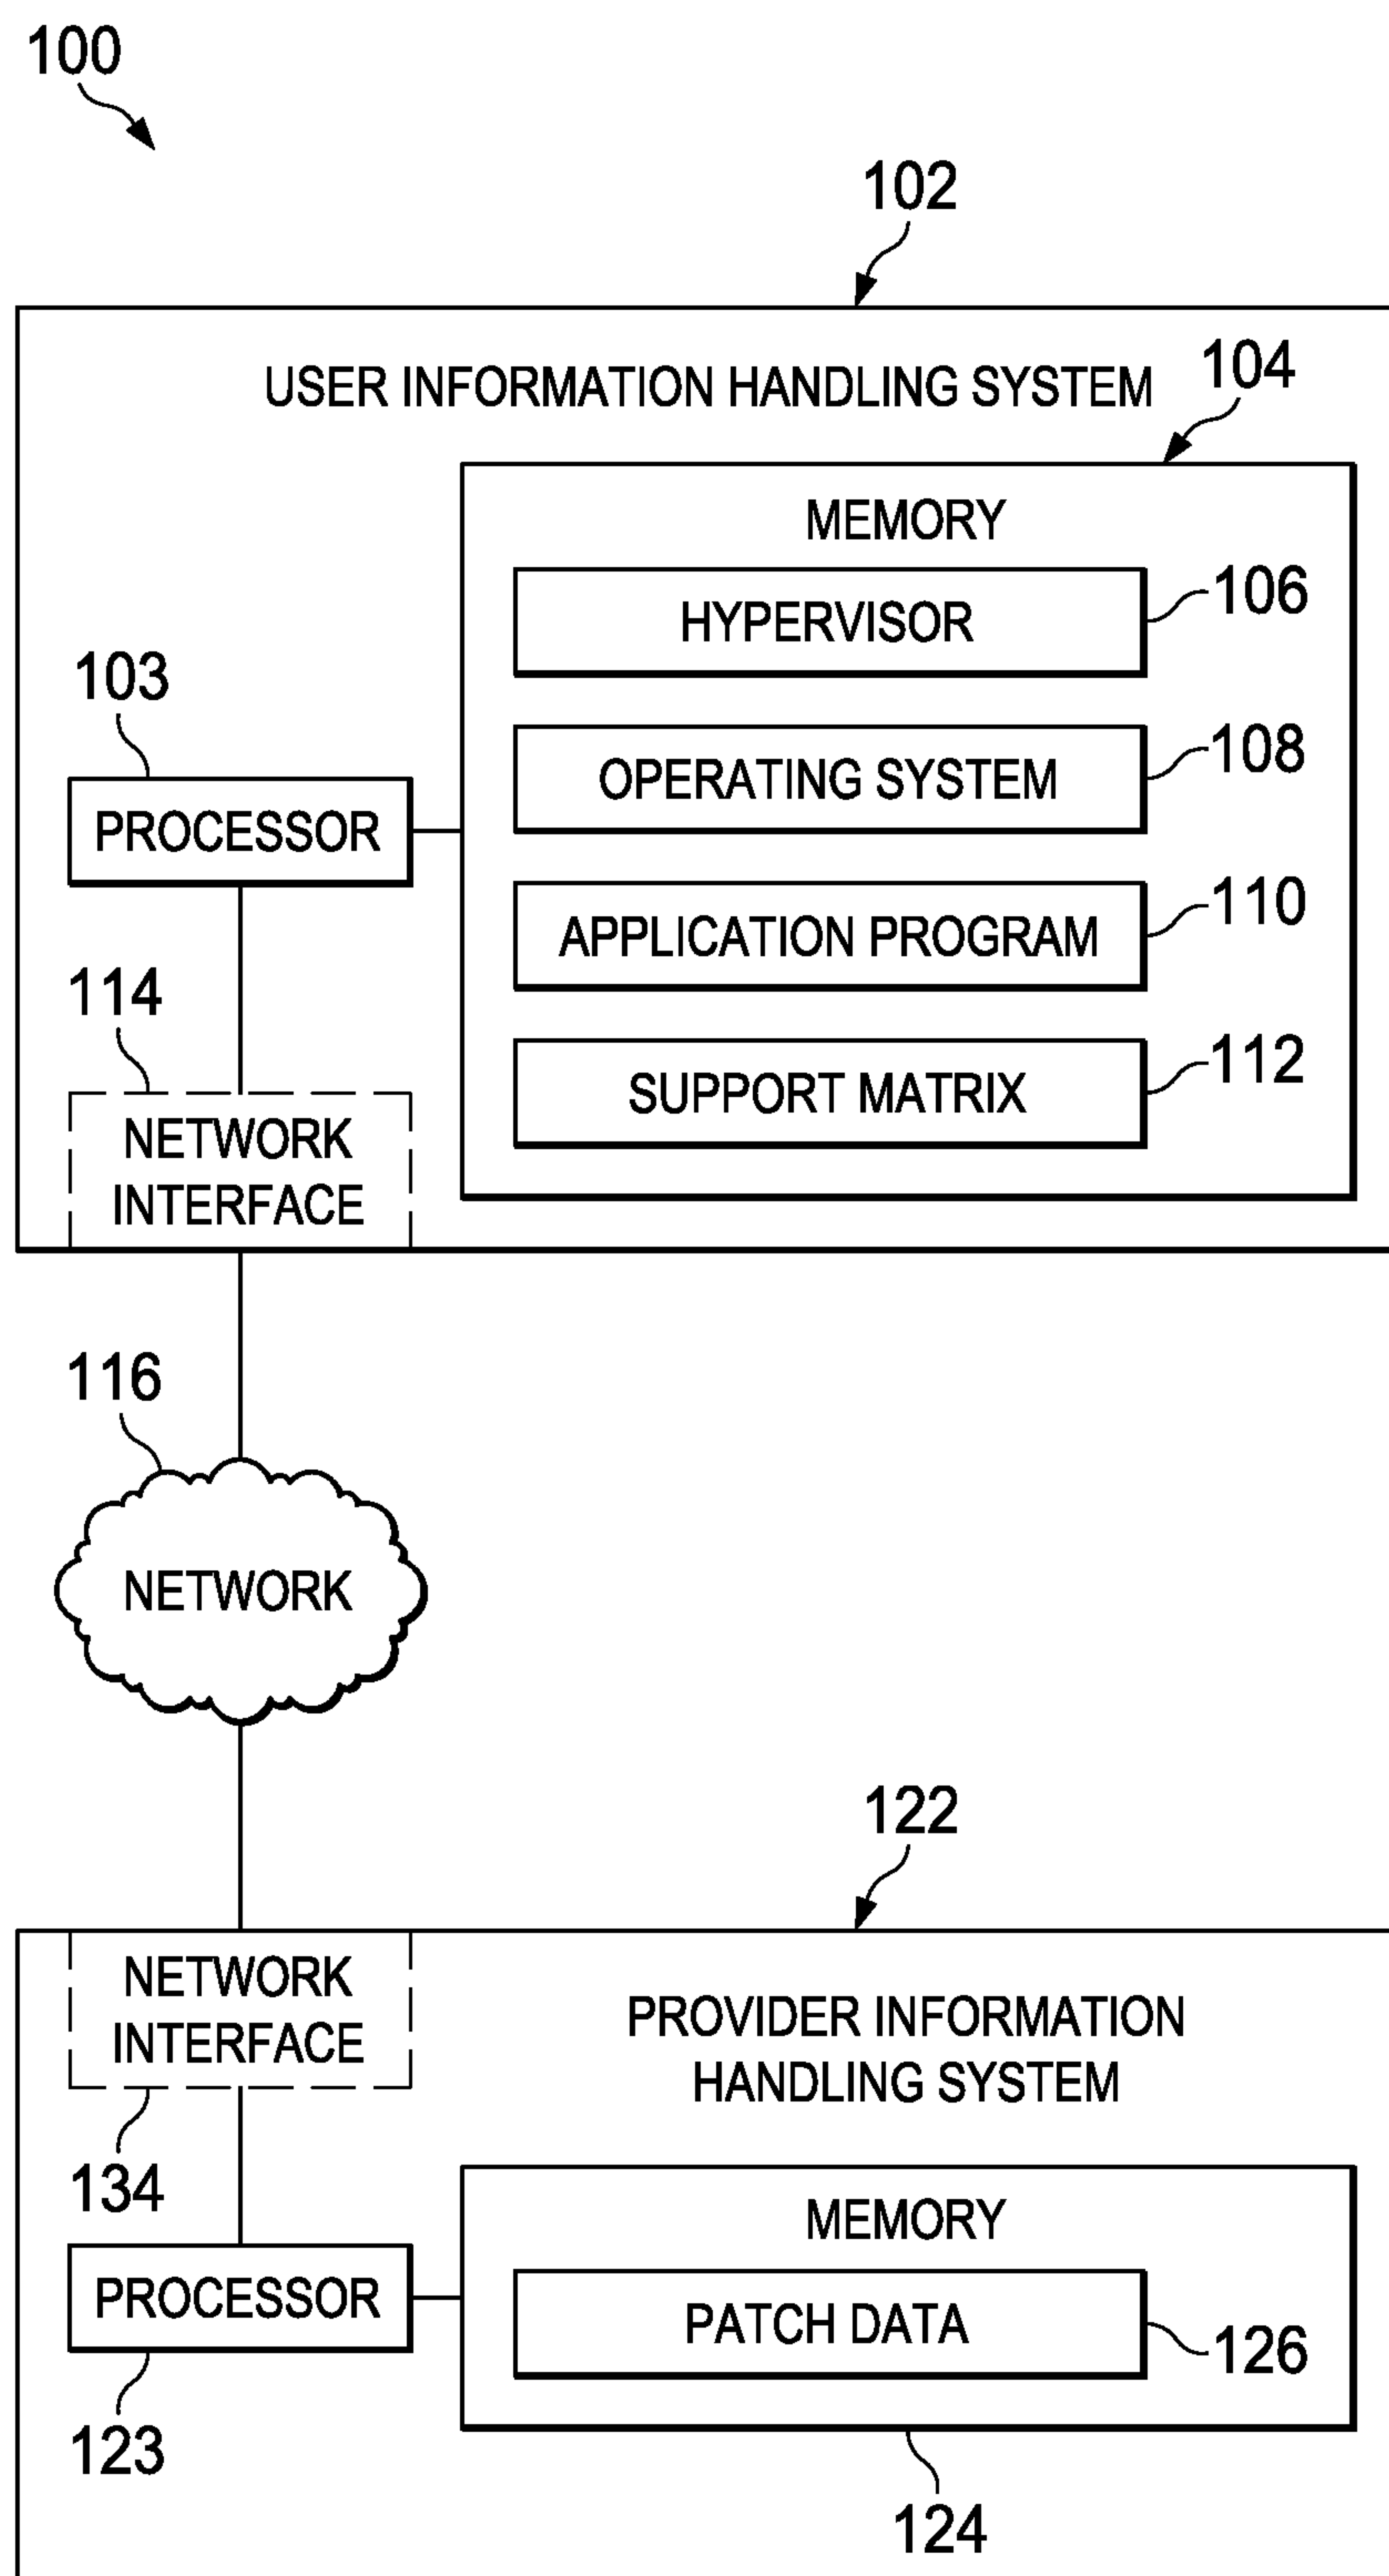 100
102
USER INFORMATION HANDLING SYSTEM
104
MEMORY
HYPERVISOR
106
103
OPERATING SYSTEM
108
PROCESSOR
APPLICATION PROGRAM
110
114
SUPPORT MATRIX
112
NETWORK
INTERFACE
116
NETWORK
122
NETWORK
INTERFACE
PROVIDER INFORMATION
HANDLING SYSTEM
134
MEMORY
PROCESSOR
PATCH DATA
126
123
124